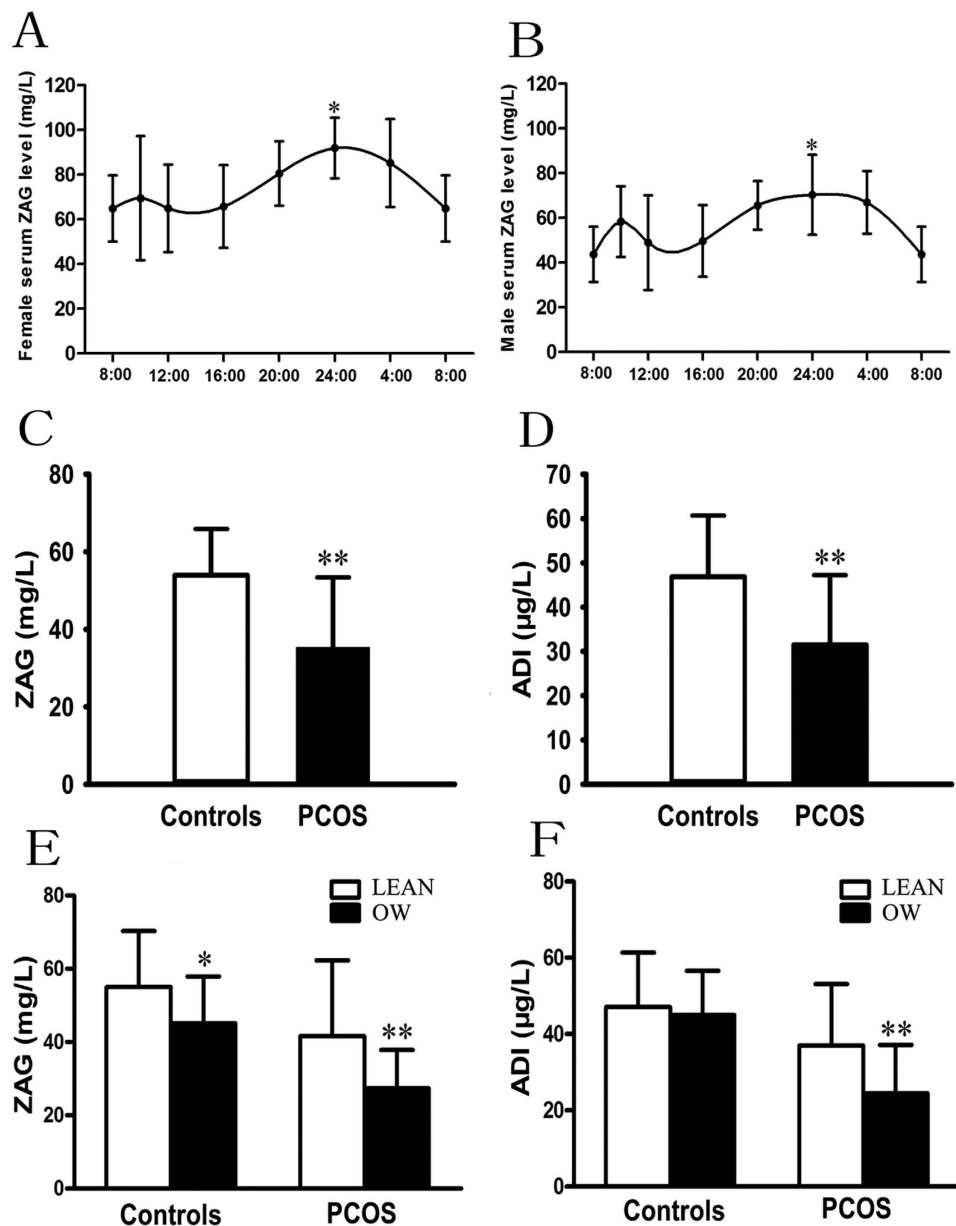 A
Female serum ZAG level (mg/L)
120
100
80
60
40
20
0
*
8:00 12:00 16:00 20:00 24:00 4:00 8:00
B
Male serum ZAG level (mg/L)
120
100
80
60
40
20
0
*
8:00 12:00 16:00 20:00 24:00 4:00 8:00
C
ZAG (mg/L)
80
60
40
20
0
**
Controls PCOS
D
ADI (μg/L)
70
60
50
40
30
20
10
0
**
Controls PCOS
E
ZAG (mg/L)
80
60
40
20
0
LEAN
OW
*
**
Controls PCOS
F
ADI (μg/L)
80
60
40
20
0
LEAN
OW
**
Controls PCOS